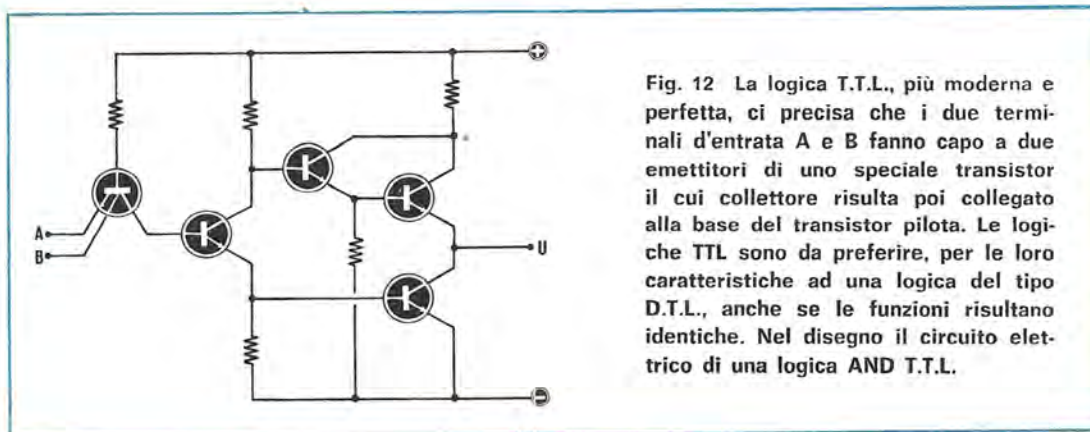 +
Fig. 12 La logica T.T.L., più moderna e
perfetta, ci precisa che i due termi-
nali d'entrata A e B fanno capo a due
emettitori di uno speciale transistor
il cui collettore risulta poi collegato
alla base del transistor pilota. Le logi-
che TTL sono da preferire, per le loro
caratteristiche ad una logica del tipo
D.T.L., anche se le funzioni risultano
identiche. Nel disegno il circuito elet-
trico di una logica AND T.T.L.
A
B
U
-